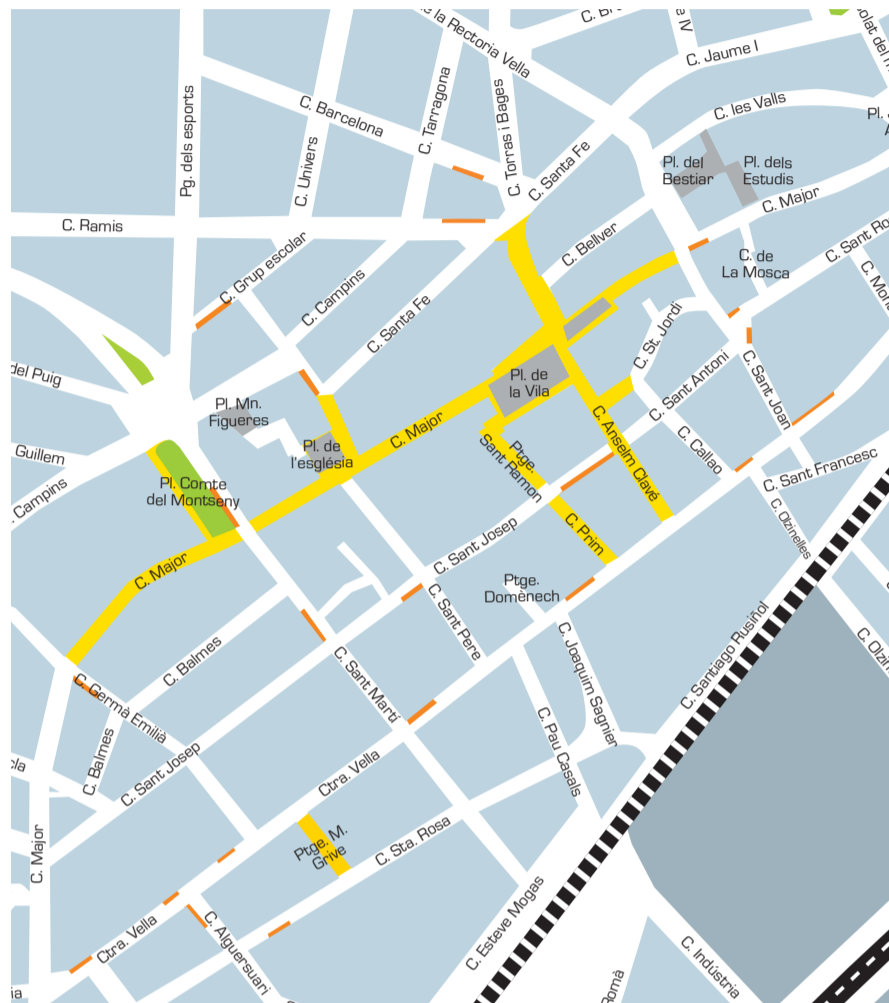 de la Rectoria Vella
C. Jaume I
C. Barcelona
C. Tarragona
C. Torras i Bages
Pg. dels esports
C. Univers
C. Santa Fe
C. les Valls
Pl. del
Bestiar
Pl. dels
Estudis
C. Major
C. Ramis
C. Grup escolar
C. Campins
C. Santa Fe
C. Bellver
C. de
La Mosca
C. St. Jordi
C. Sant Antoni
C. Sant Joan
del Puig
Pl. Mn.
Figueres
Pl. de
l'església
C. Major
Pl. de
la Vila
Guillem
C. Campins
Pl. Comte
del Montseny
Ptge.
Sant Ramon
C. Anselm Clavé
C. Callao
C. Sant Francesc
C. Olzinelles
C. Major
C. Sant Josep
C. Prim
Ptge.
Domènech
C. Sant Pere
C. Joaquim Sagnier
C. Santiago Rusiñol
C. Balmes
C. Germà Emilià
C. Sant Martí
C. Pau Casals
C. Balmes
C. Sant Josep
Ctra. Vella
C. Major
Ptge. M.
Grive
C. Sta. Rosa
Ctra. Vella
C. Alguersuari
C. Esteve Mogas
C. Indústria